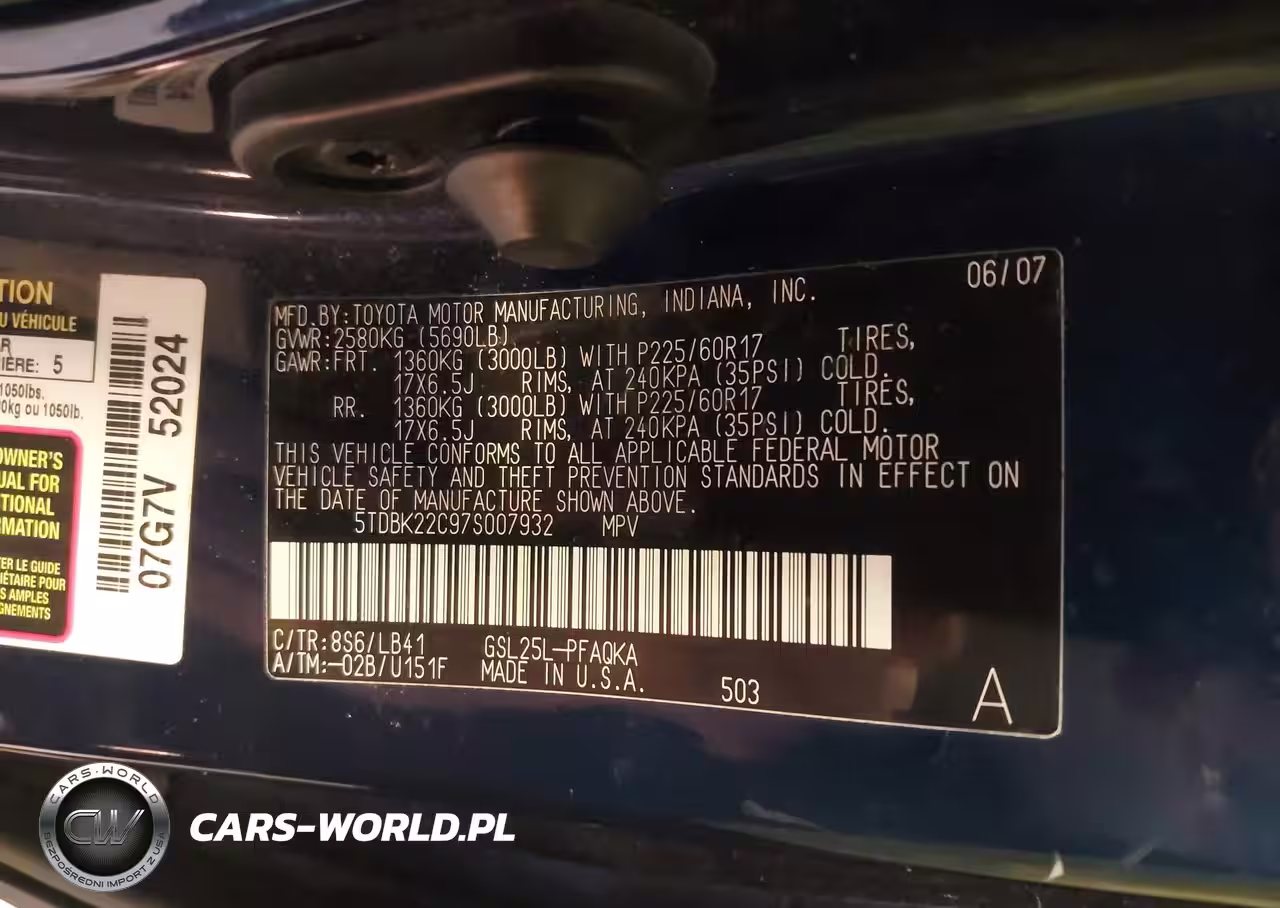 TION
U VÉHICULE
IÈRE: 5
1050lbs.
0kg ou 1050lb.
OWNER'S
UAL FOR
TIONAL
RMATION
ER LE GUIDE
IÉTAIRE POUR
S AMPLES
GNEMENTS
07G7V 52024
06/07
MFD.BY:TOYOTA MOTOR MANUFACTURING, INDIANA, INC.
GVWR:2580KG (5690LB)
GAWR:FRT. 1360KG (3000LB) WITH P225/60R17 TIRES,
17X6.5J RIMS, AT 240KPA (35PSI) COLD.
RR. 1360KG (3000LB) WITH P225/60R17 TIRES,
17X6.5J RIMS, AT 240KPA (35PSI) COLD.
THIS VEHICLE CONFORMS TO ALL APPLICABLE FEDERAL MOTOR
VEHICLE SAFETY AND THEFT PREVENTION STANDARDS IN EFFECT ON
THE DATE OF MANUFACTURE SHOWN ABOVE.
5TDBK22C97S007932 MPV
C/TR:8S6/LB41 GSL25L-PFAQKA
A/TM:-02B/U151F MADE IN U.S.A.
503
A
CARS-WORLD
CW
BEZPOŚREDNI IMPORT Z USA
CARS-WORLD.PL